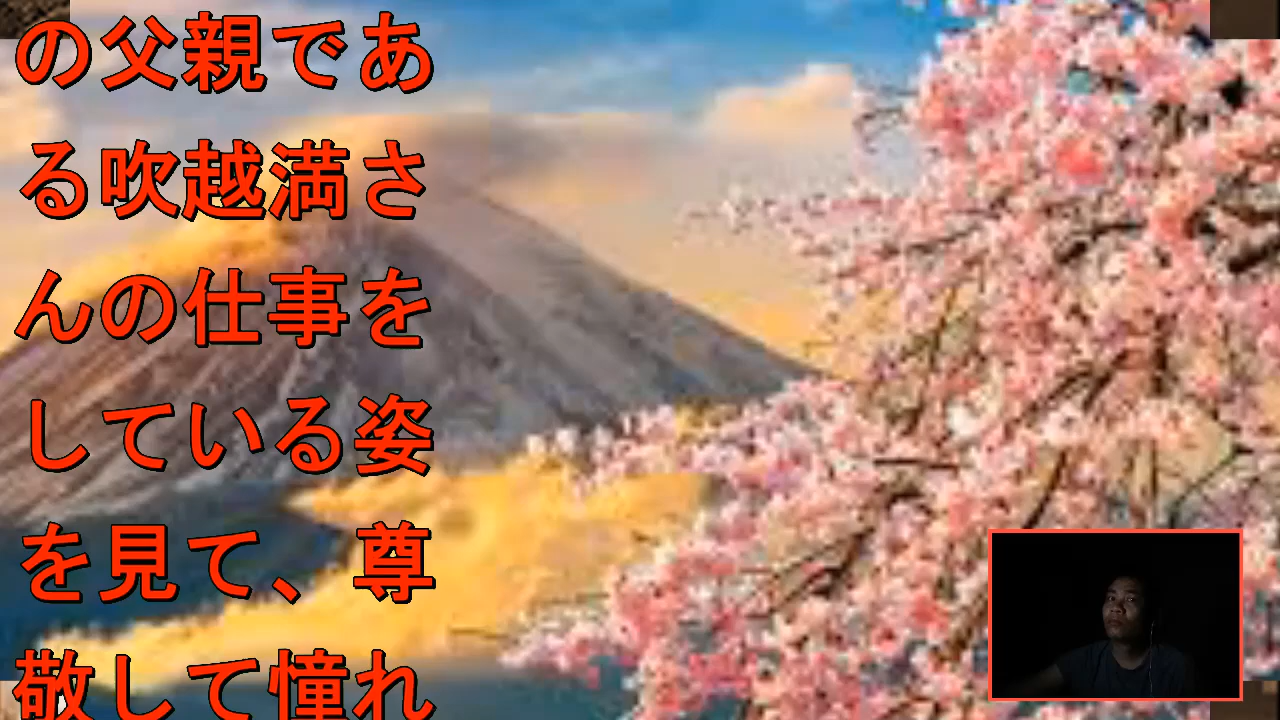 の父親であ
る吹越満さ
んの仕事を
している姿
を見て、尊
敬して憧れ